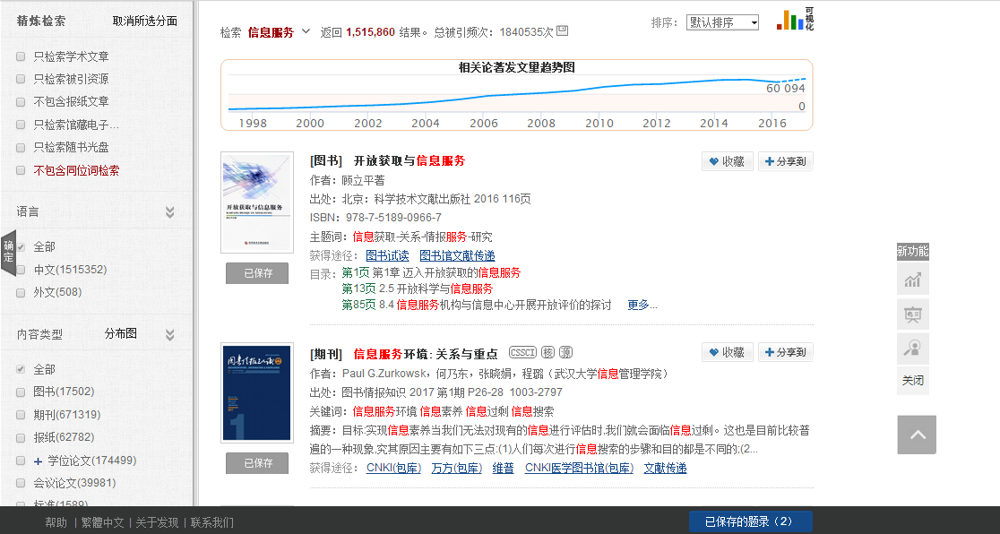 精炼检索 取消所选分面
只检索学术文章
只检索被引资源
不包含报纸文章
只检索馆藏电子…
只检索随书光盘
不包含同位词检索
语言
全部
中文(1515352)
外文(508)
确定
内容类型 分布图
全部
图书(17502)
期刊(671319)
报纸(62782)
+ 学位论文(174499)
会议论文(39981)
标准(1589)
检索 信息服务 返回 1,515,860 结果。总被引频次：1840535次
排序： 默认排序
可视化
相关论著发文量趋势图
60 094
0
1998 2000 2002 2004 2006 2008 2010 2012 2014 2016
[图书] 开放获取与信息服务
收藏 + 分享到
作者：顾立平著
出处：北京：科学技术文献出版社 2016 116页
ISBN：978-7-5189-0966-7
主题词：信息获取-关系-情报服务-研究
获得途径： 图书试读 图书馆文献传递
目录：第1页 第1章 迈入开放获取的信息服务
第13页 2.5 开放科学与信息服务
第85页 8.4 信息服务机构与信息中心开展开放评价的探讨 更多...
开放获取与信息服务
已保存
[期刊] 信息服务环境: 关系与重点 CSSCI 核 源
收藏 + 分享到
作者：Paul G.Zurkowsk，何乃东，张晓娟，程璐（武汉大学信息管理学院）
出处：图书情报知识 2017 第1期 P26-28 1003-2797
关键词：信息服务环境 信息素养 信息过剩 信息搜索
摘要：目标:实现信息素养当我们无法对现有的信息进行评估时,我们就会面临信息过剩。这也是目前比较普
遍的一种现象,究其原因主要有如下三点:(1)人们每次进行信息搜索的步骤和目的都是不同的;(2...
获得途径： CNKI(包库) 万方(包库) 维普 CNKI医学图书馆(包库) 文献传递
图书情报知识
1
已保存
新功能
关闭
帮助 | 繁體中文 | 关于发现 | 联系我们
已保存的题录（2）